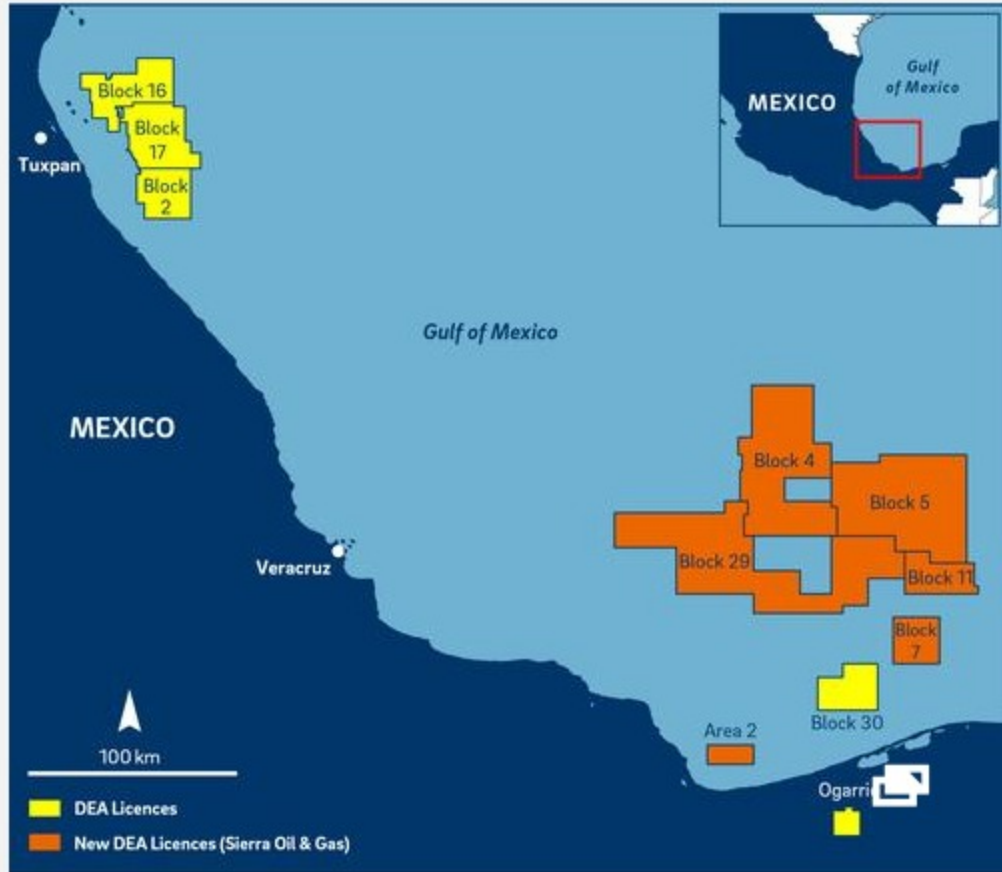 Block 16
Block
17
Block
2
Tuxpan
Gulf
of Mexico
MEXICO
Gulf of Mexico
MEXICO
Veracruz
Block 4
Block 5
Block 29
Block 11
Block
7
Block 30
Area 2
100 km
DEA Licences
New DEA Licences (Sierra Oil & Gas)